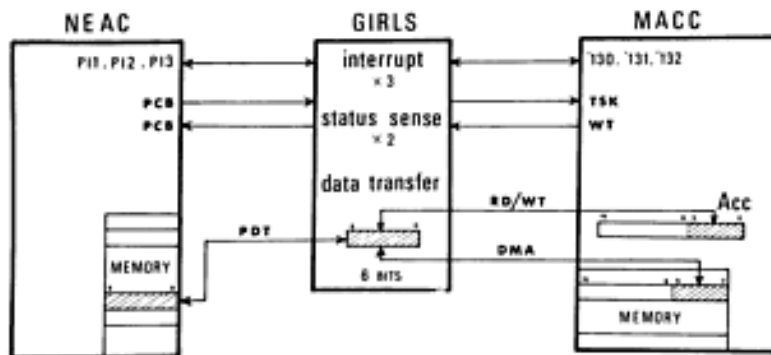 NEAC GIRLS MACC
PI1, PI2, PI3 interrupt '130, '131, '132
×3
PCB TSK
PCB status sense WT
×2
data transfer
RD/WT Acc
PDT
MEMORY 6 BITS DMA
MEMORY